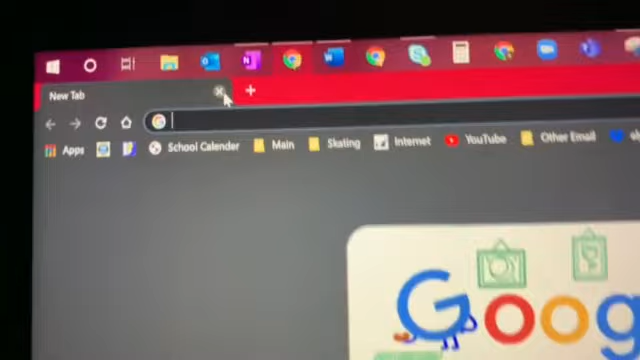 New Tab
Apps School Calender Main Skating Internet YouTube Other Email
Goog